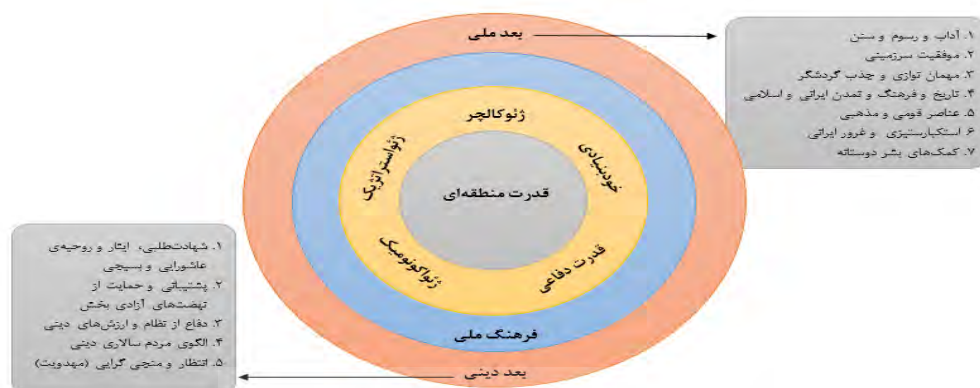 بعد ملی
۱. آداب و رسوم و سنن
۲. موفقیت سرزمینی
۳. مهمان توازی و جذب گردشگر
۴. تاریخ و فرهنگ و تمدن ایرانی و اسلامی
۵. عناصر قومی و مذهبی
۶. استکبارستیزی و غرور ایرانی
۷. کمک‌های بشر دوستانه
ژئوکالچر
ژئواستراتژیک
خودبنیادی
قدرت منطقه‌ای
ژئواکونومیک
قدرت دفاعی
فرهنگ ملی
بعد دینی
۱. شهادت‌طلبی، ایثار و روحیه‌ی
عاشورایی و بسیجی
۲. پشتیبانی و حمایت از
نهضت‌های آزادی بخش
۳. دفاع از نظام و ارزش‌های دینی
۴. الگوی مردم سالاری دینی
۵. انتظار و منجی گرایی (مهدویت)